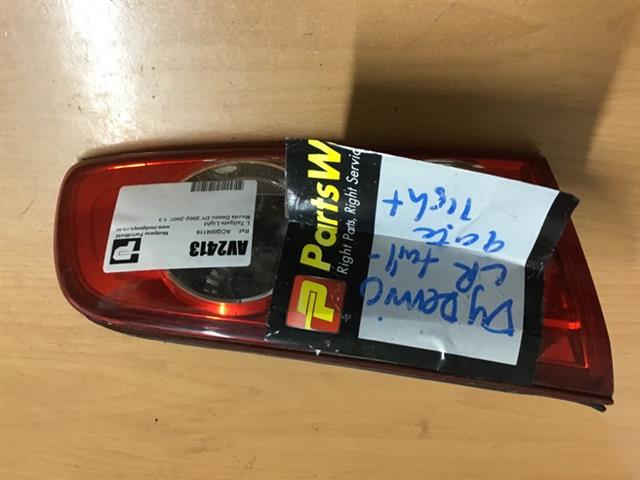 AV2413
Ref: ACQ004116
L Tailgate Light
Mazda Demio DY 2002-2007, 1.3
PartsW
Right Parts, Right Servic
Dy Demio
LR tail-
gate
light